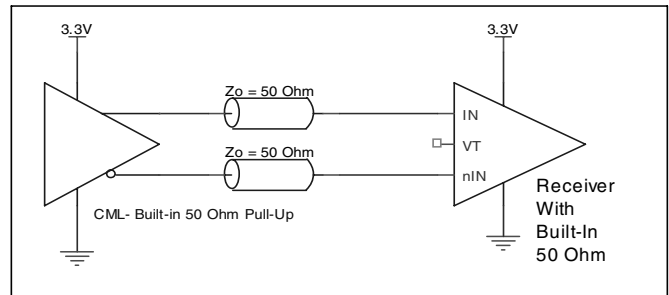 3.3V
3.3V
Zo = 50 Ohm
IN
VT
Zo = 50 Ohm
nIN
CML- Built-in 50 Ohm Pull-Up
Receiver
With
Built-In
50 Ohm